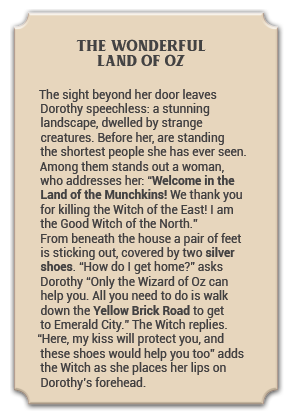 THE WONDERFUL
LAND OF OZ
The sight beyond her door leaves
Dorothy speechless: a stunning
landscape, dwelled by strange
creatures. Before her, are standing
the shortest people she has ever seen.
Among them stands out a woman,
who addresses her: “Welcome in the
Land of the Munchkins! We thank you
for killing the Witch of the East! I am
the Good Witch of the North.”
From beneath the house a pair of feet
is sticking out, covered by two silver
shoes. “How do I get home?” asks
Dorothy “Only the Wizard of Oz can
help you. All you need to do is walk
down the Yellow Brick Road to get
to Emerald City.” The Witch replies.
“Here, my kiss will protect you, and
these shoes would help you too” adds
the Witch as she places her lips on
Dorothy’s forehead.